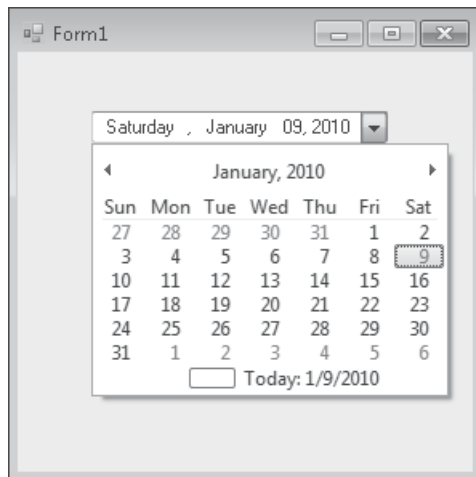 Form1
Saturday , January 09, 2010
January, 2010
Sun Mon Tue Wed Thu Fri Sat
27 28 29 30 31 1 2
3 4 5 6 7 8 9
10 11 12 13 14 15 16
17 18 19 20 21 22 23
24 25 26 27 28 29 30
31 1 2 3 4 5 6
Today: 1/9/2010